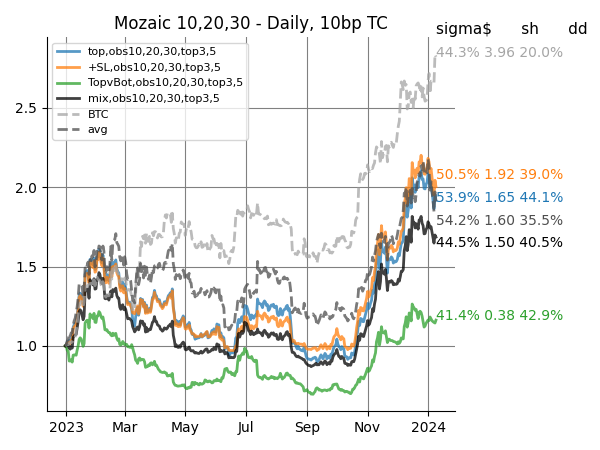 Mozaic 10,20,30 - Daily, 10bp TC
sigma$ sh dd
top,obs10,20,30,top3,5
+SL,obs10,20,30,top3,5
TopvBot,obs10,20,30,top3,5
mix,obs10,20,30,top3,5
BTC
avg
44.3% 3.96 20.0%
50.5% 1.92 39.0%
53.9% 1.65 44.1%
54.2% 1.60 35.5%
44.5% 1.50 40.5%
41.4% 0.38 42.9%
2.5
2.0
1.5
1.0
2023 Mar May Jul Sep Nov 2024